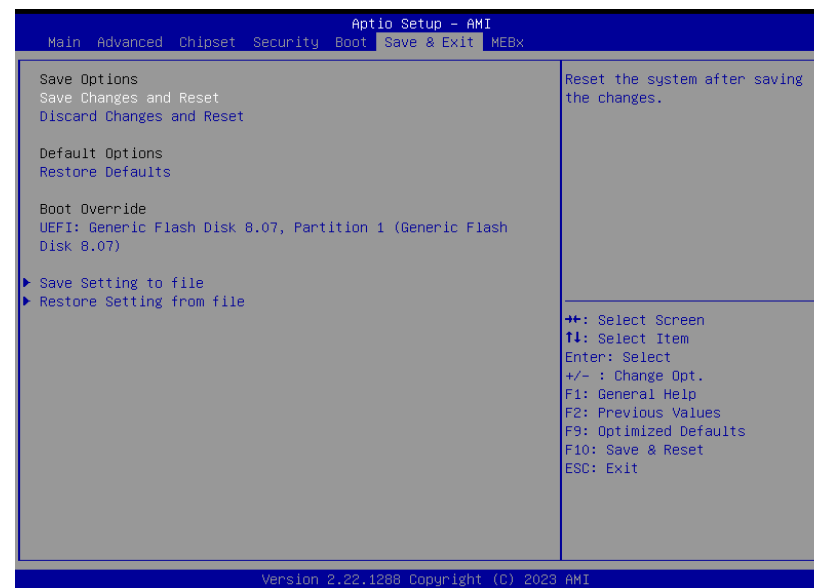 Aptio Setup – AMI
Main Advanced Chipset Security Boot Save & Exit MEBx
Save Options
Save Changes and Reset
Discard Changes and Reset
Default Options
Restore Defaults
Boot Override
UEFI: Generic Flash Disk 8.07, Partition 1 (Generic Flash
Disk 8.07)
▶ Save Setting to file
▶ Restore Setting from file
Reset the system after saving
the changes.
→←: Select Screen
↑↓: Select Item
Enter: Select
+/- : Change Opt.
F1: General Help
F2: Previous Values
F9: Optimized Defaults
F10: Save & Reset
ESC: Exit
Version 2.22.1288 Copyright (C) 2023 AMI